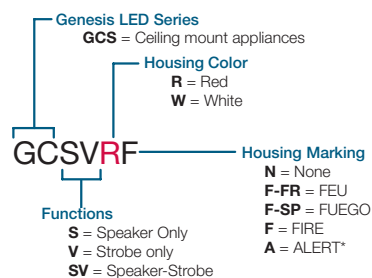 Genesis LED Series
GCS = Ceiling mount appliances
Housing Color
R = Red
W = White
GCSVRF
Housing Marking
N = None
F-FR = FEU
F-SP = FUEGO
F = FIRE
A = ALERT*
Functions
S = Speaker Only
V = Strobe only
SV = Speaker-Strobe